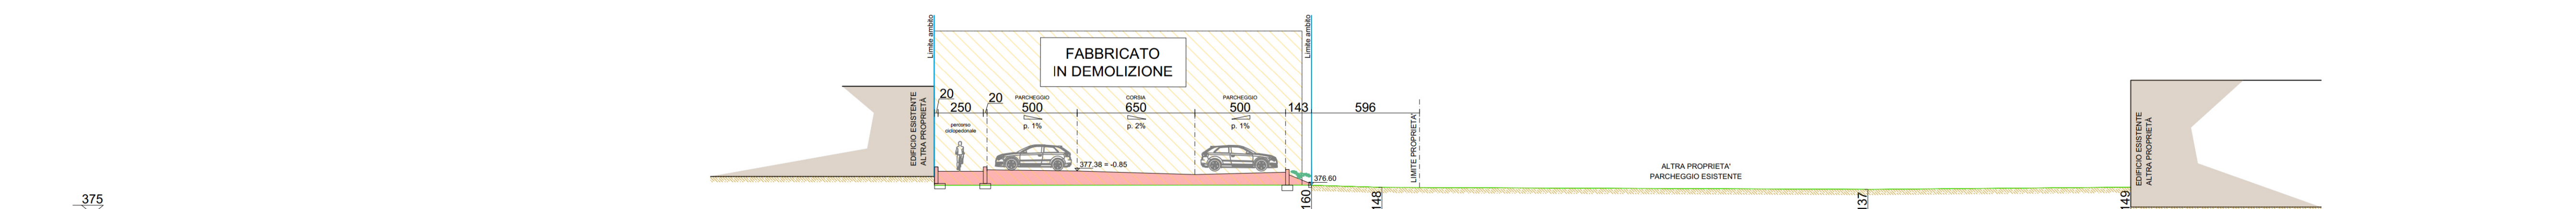 Limite ambito
Limite ambito
FABBRICATO
IN DEMOLIZIONE
EDIFICIO ESISTENTE
ALTRA PROPRIETÀ
20
250
20
PARCHEGGIO
500
CORSIA
650
PARCHEGGIO
500
143
596
percorso
ciclopedonale
p. 1%
p. 2%
p. 1%
377,38 = -0.85
376.60
LIMITE PROPRIETA'
ALTRA PROPRIETA'
PARCHEGGIO ESISTENTE
EDIFICIO ESISTENTE
ALTRA PROPRIETÀ
375
160
148
137
149